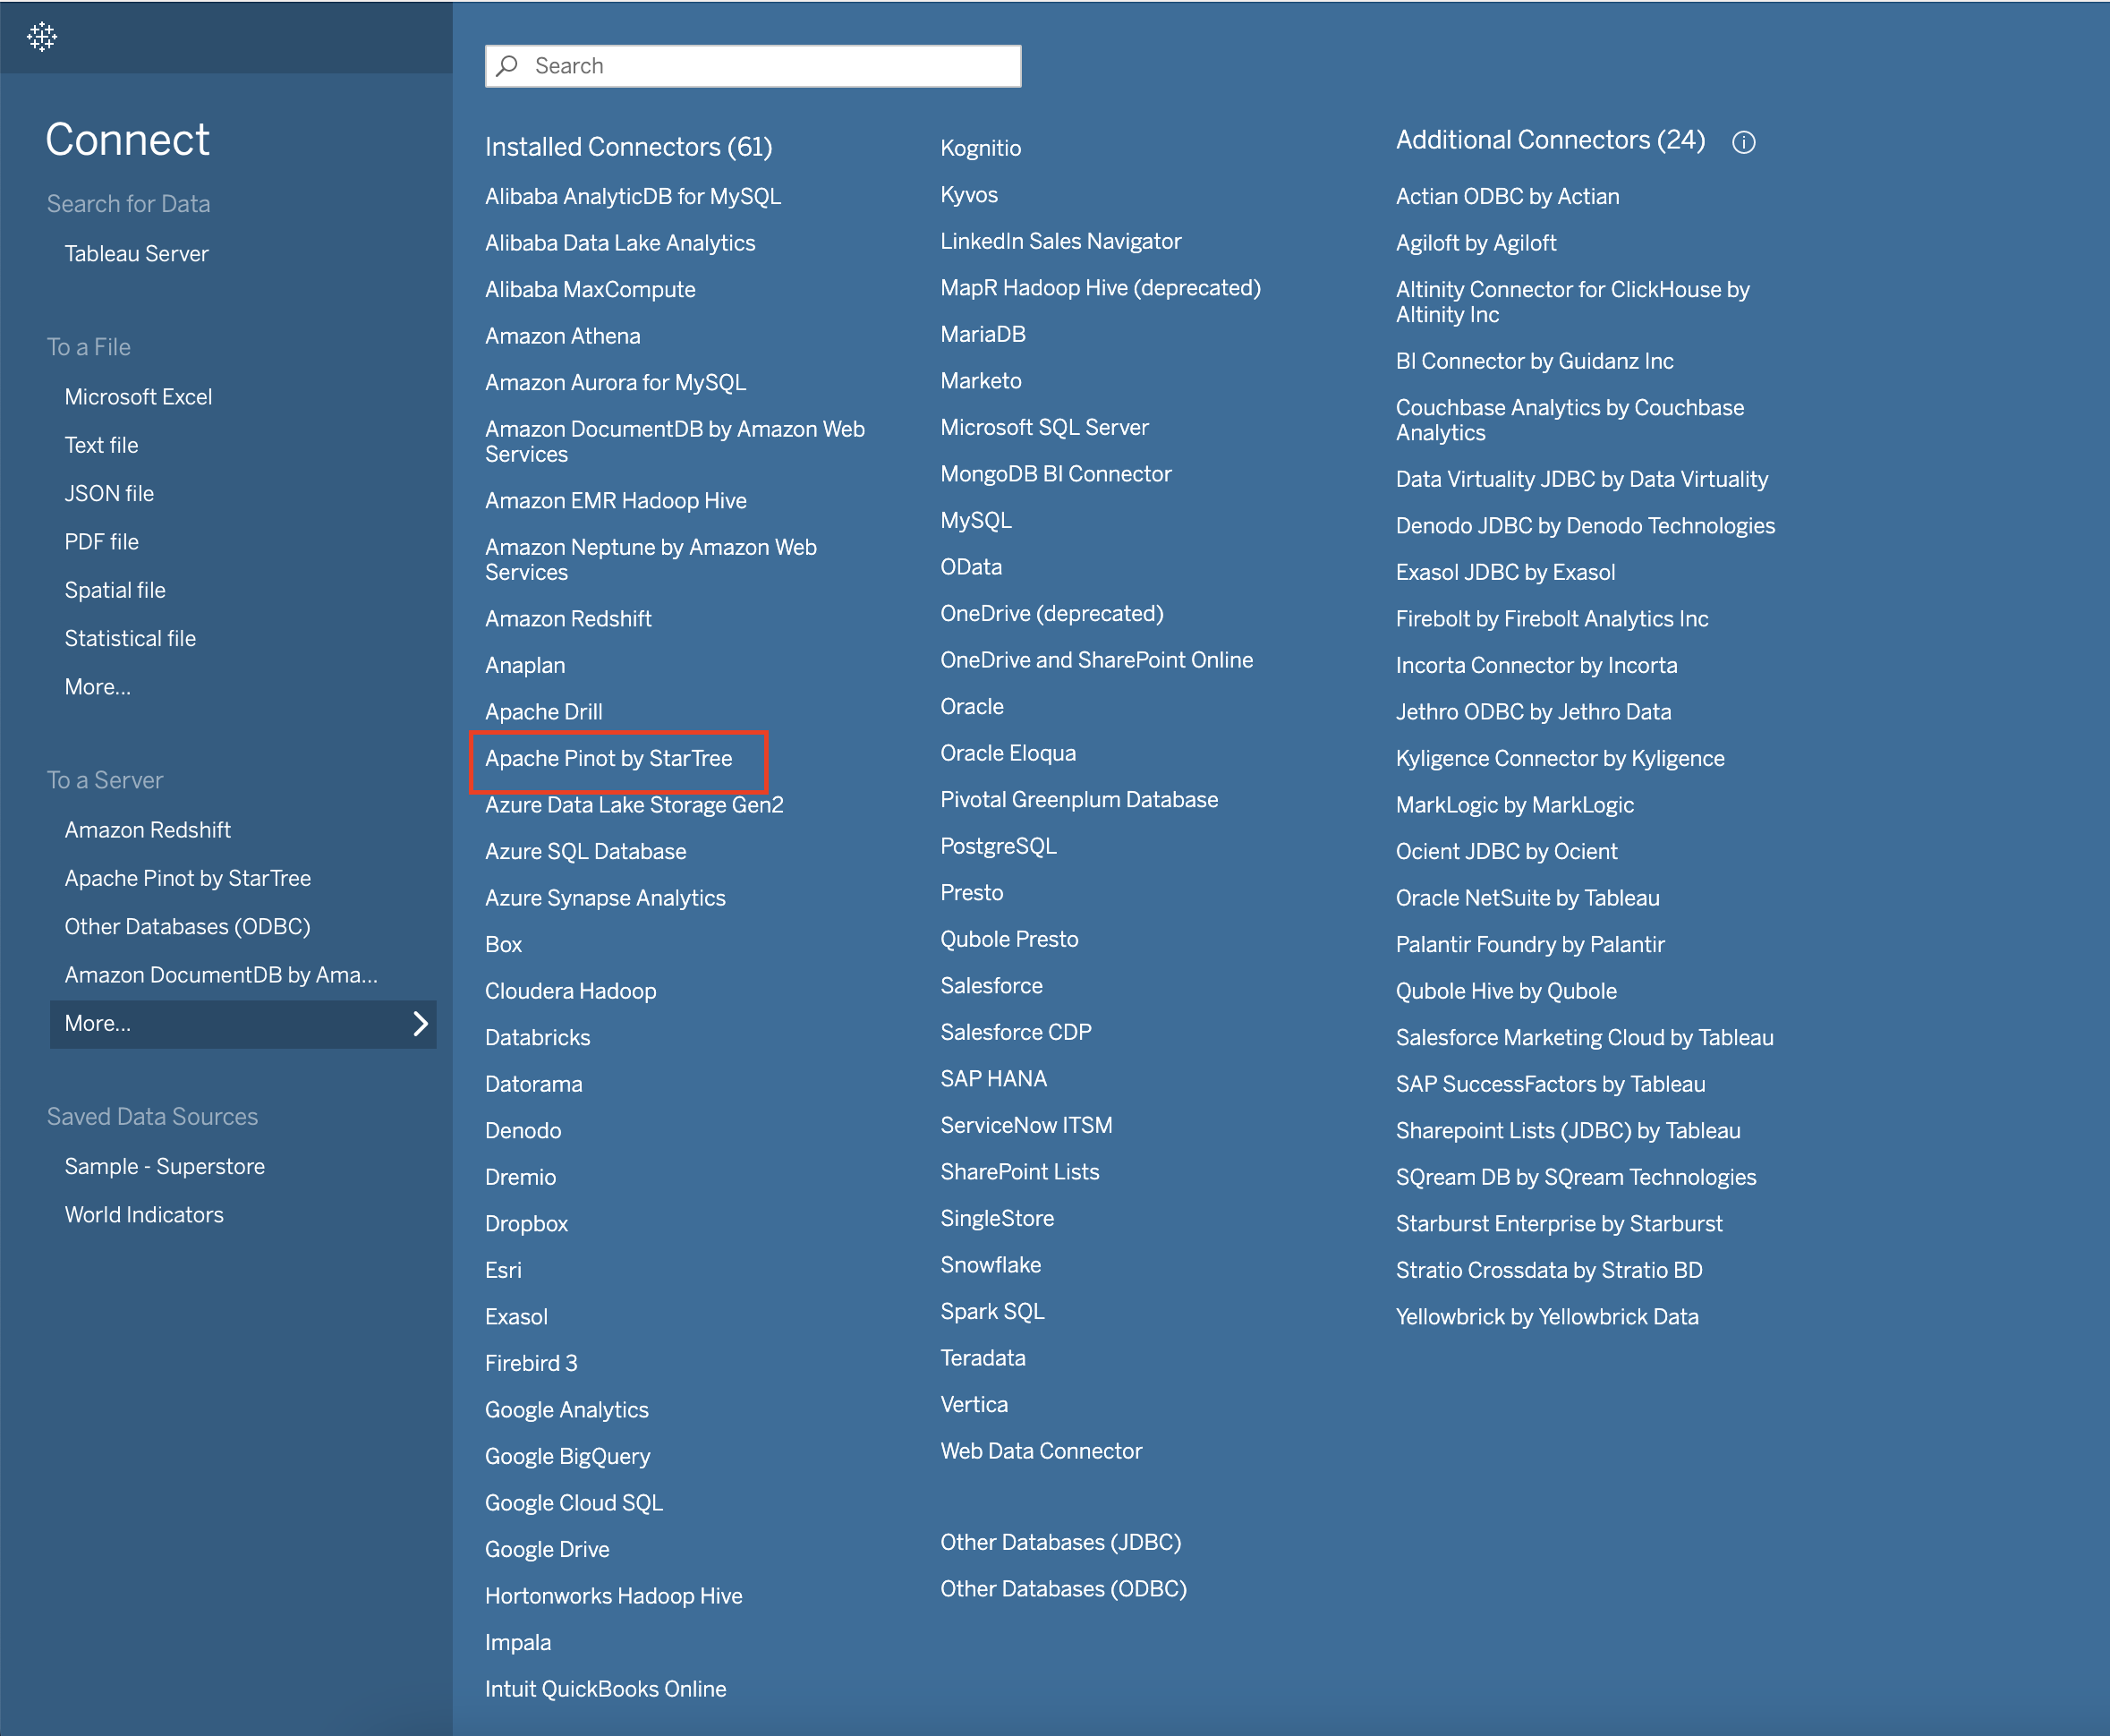 Connect
Search for Data
Tableau Server
To a File
Microsoft Excel
Text file
JSON file
PDF file
Spatial file
Statistical file
More...
To a Server
Amazon Redshift
Apache Pinot by StarTree
Other Databases (ODBC)
Amazon DocumentDB by Ama...
More...
Saved Data Sources
Sample - Superstore
World Indicators
Search
Installed Connectors (61)
Alibaba AnalyticDB for MySQL
Alibaba Data Lake Analytics
Alibaba MaxCompute
Amazon Athena
Amazon Aurora for MySQL
Amazon DocumentDB by Amazon Web
Services
Amazon EMR Hadoop Hive
Amazon Neptune by Amazon Web
Services
Amazon Redshift
Anaplan
Apache Drill
Apache Pinot by StarTree
Azure Data Lake Storage Gen2
Azure SQL Database
Azure Synapse Analytics
Box
Cloudera Hadoop
Databricks
Datorama
Denodo
Dremio
Dropbox
Esri
Exasol
Firebird 3
Google Analytics
Google BigQuery
Google Cloud SQL
Google Drive
Hortonworks Hadoop Hive
Impala
Intuit QuickBooks Online
Kognitio
Kyvos
LinkedIn Sales Navigator
MapR Hadoop Hive (deprecated)
MariaDB
Marketo
Microsoft SQL Server
MongoDB BI Connector
MySQL
OData
OneDrive (deprecated)
OneDrive and SharePoint Online
Oracle
Oracle Eloqua
Pivotal Greenplum Database
PostgreSQL
Presto
Qubole Presto
Salesforce
Salesforce CDP
SAP HANA
ServiceNow ITSM
SharePoint Lists
SingleStore
Snowflake
Spark SQL
Teradata
Vertica
Web Data Connector
Other Databases (JDBC)
Other Databases (ODBC)
Additional Connectors (24)
Actian ODBC by Actian
Agiloft by Agiloft
Altinity Connector for ClickHouse by
Altinity Inc
BI Connector by Guidanz Inc
Couchbase Analytics by Couchbase
Analytics
Data Virtuality JDBC by Data Virtuality
Denodo JDBC by Denodo Technologies
Exasol JDBC by Exasol
Firebolt by Firebolt Analytics Inc
Incorta Connector by Incorta
Jethro ODBC by Jethro Data
Kyligence Connector by Kyligence
MarkLogic by MarkLogic
Ocient JDBC by Ocient
Oracle NetSuite by Tableau
Palantir Foundry by Palantir
Qubole Hive by Qubole
Salesforce Marketing Cloud by Tableau
SAP SuccessFactors by Tableau
Sharepoint Lists (JDBC) by Tableau
SQream DB by SQream Technologies
Starburst Enterprise by Starburst
Stratio Crossdata by Stratio BD
Yellowbrick by Yellowbrick Data